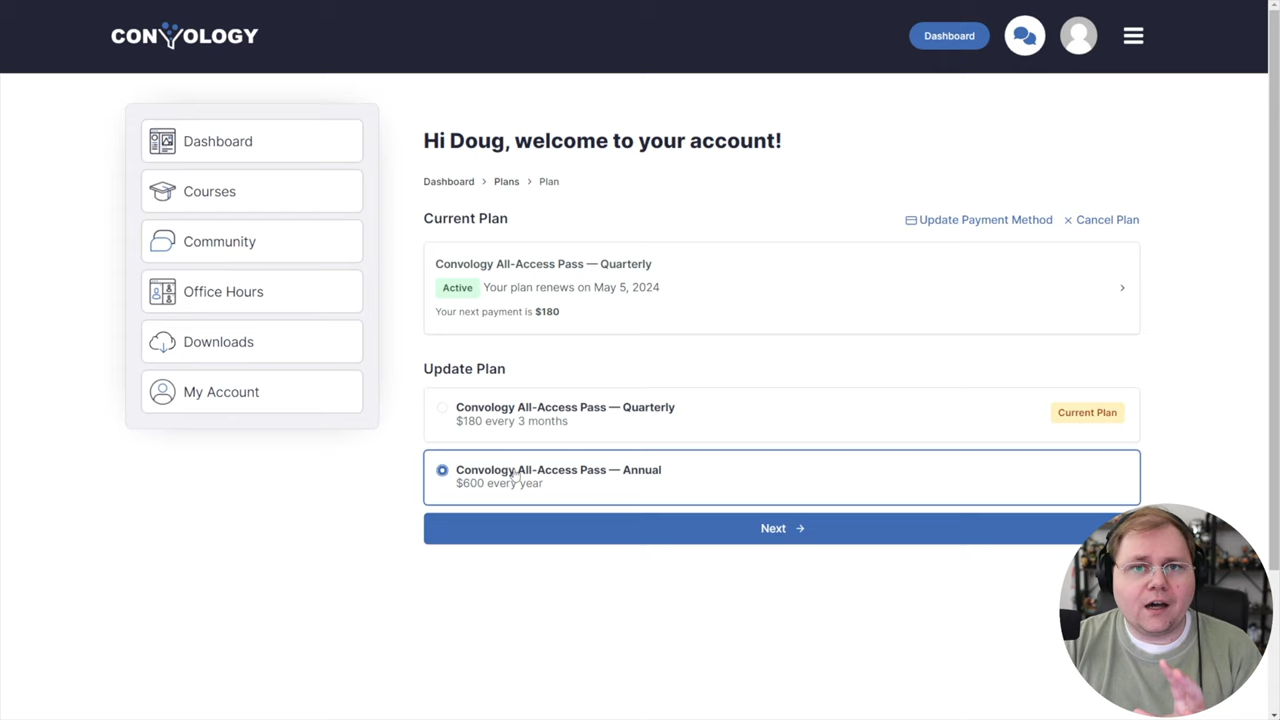 CONVOLOGY
Dashboard
Dashboard
Courses
Community
Office Hours
Downloads
My Account
Hi Doug, welcome to your account!
Dashboard > Plans > Plan
Current Plan
Update Payment Method
× Cancel Plan
Convology All-Access Pass — Quarterly
Active Your plan renews on May 5, 2024
Your next payment is $180
Update Plan
Convology All-Access Pass — Quarterly
$180 every 3 months
Current Plan
Convology All-Access Pass — Annual
$600 every year
Next →